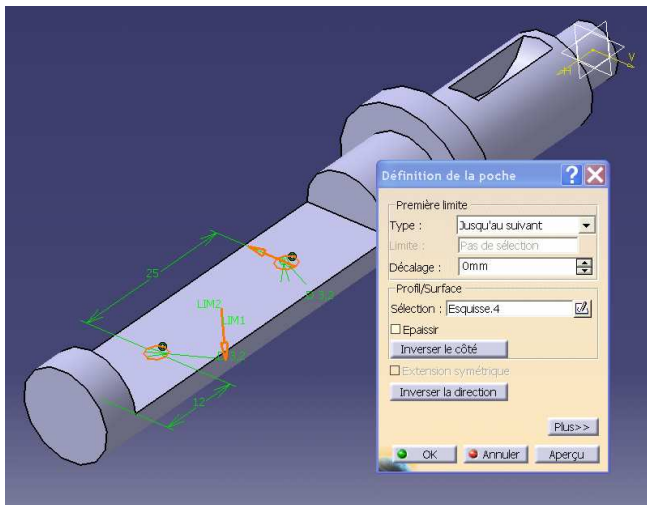 Définition de la poche
Première limite
Type : Jusqu'au suivant
Limite : Pas de sélection
Décalage : 0mm
Profil/Surface
Sélection : Esquisse.4
Epaissir
Inverser le côté
Extension symétrique
Inverser la direction
Plus>>
OK Annuler Aperçu
25
LIM2
LIM1
12